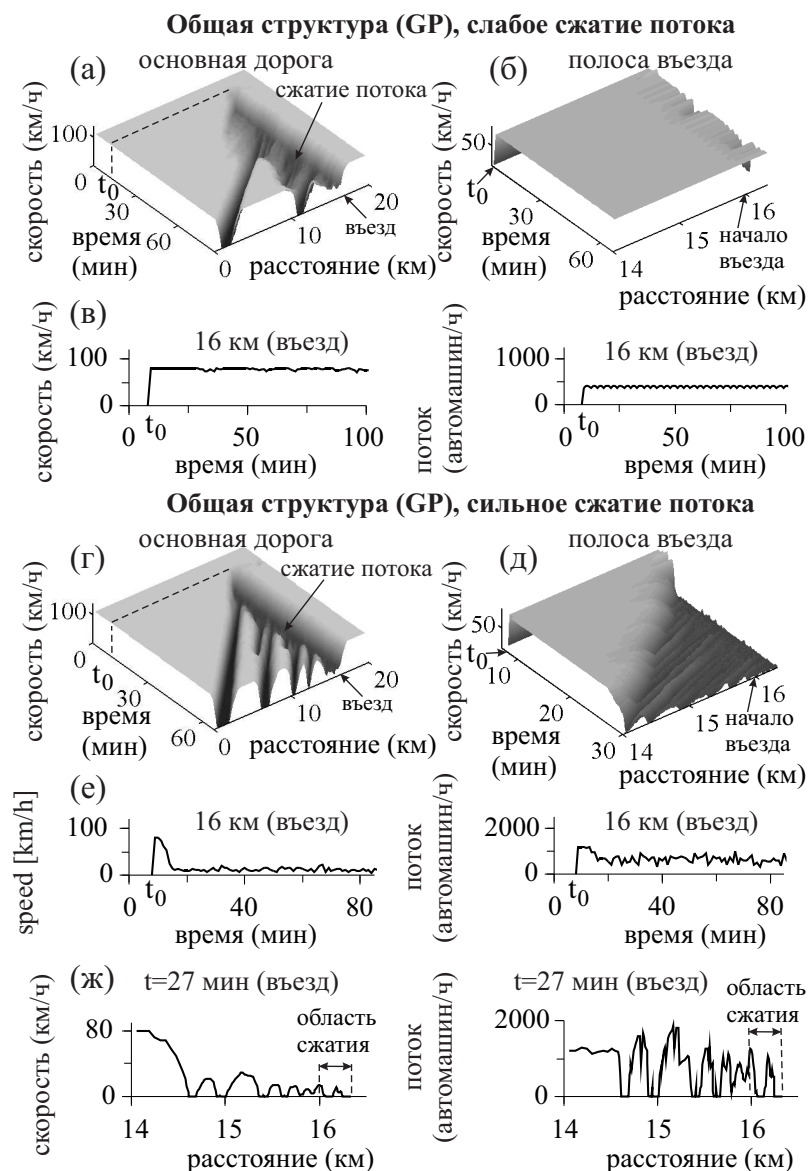 Общая структура (GP), слабое сжатие потока
(а)
основная дорога
сжатие потока
скорость (км/ч)
100
0
t0
30
60
время
(мин)
0
10
20
въезд
расстояние (км)
(б)
полоса въезда
скорость (км/ч)
50
t0
30
60
время
(мин)
14
15
16
начало
въезда
расстояние (км)
(в)
скорость (км/ч)
16 км (въезд)
100
0
0
t0
50
100
время (мин)
поток
(автомашин/ч)
16 км (въезд)
1000
0
0
t0
50
100
время (мин)
Общая структура (GP), сильное сжатие потока
(г)
основная дорога
сжатие потока
скорость (км/ч)
100
0
t0
30
60
время
(мин)
0
10
20
въезд
расстояние (км)
(д)
полоса въезда
скорость (км/ч)
50
t0
10
20
30
время
(мин)
14
15
16
начало
въезда
расстояние (км)
(е)
speed [km/h]
16 км (въезд)
100
0
0
t0
40
80
время (мин)
поток
(автомашин/ч)
16 км (въезд)
2000
0
0
t0
40
80
время (мин)
(ж)
скорость (км/ч)
t=27 мин (въезд)
область
сжатия
80
0
14
15
16
расстояние (км)
поток
(автомашин/ч)
t=27 мин (въезд)
область
сжатия
2000
0
14
15
16
расстояние (км)